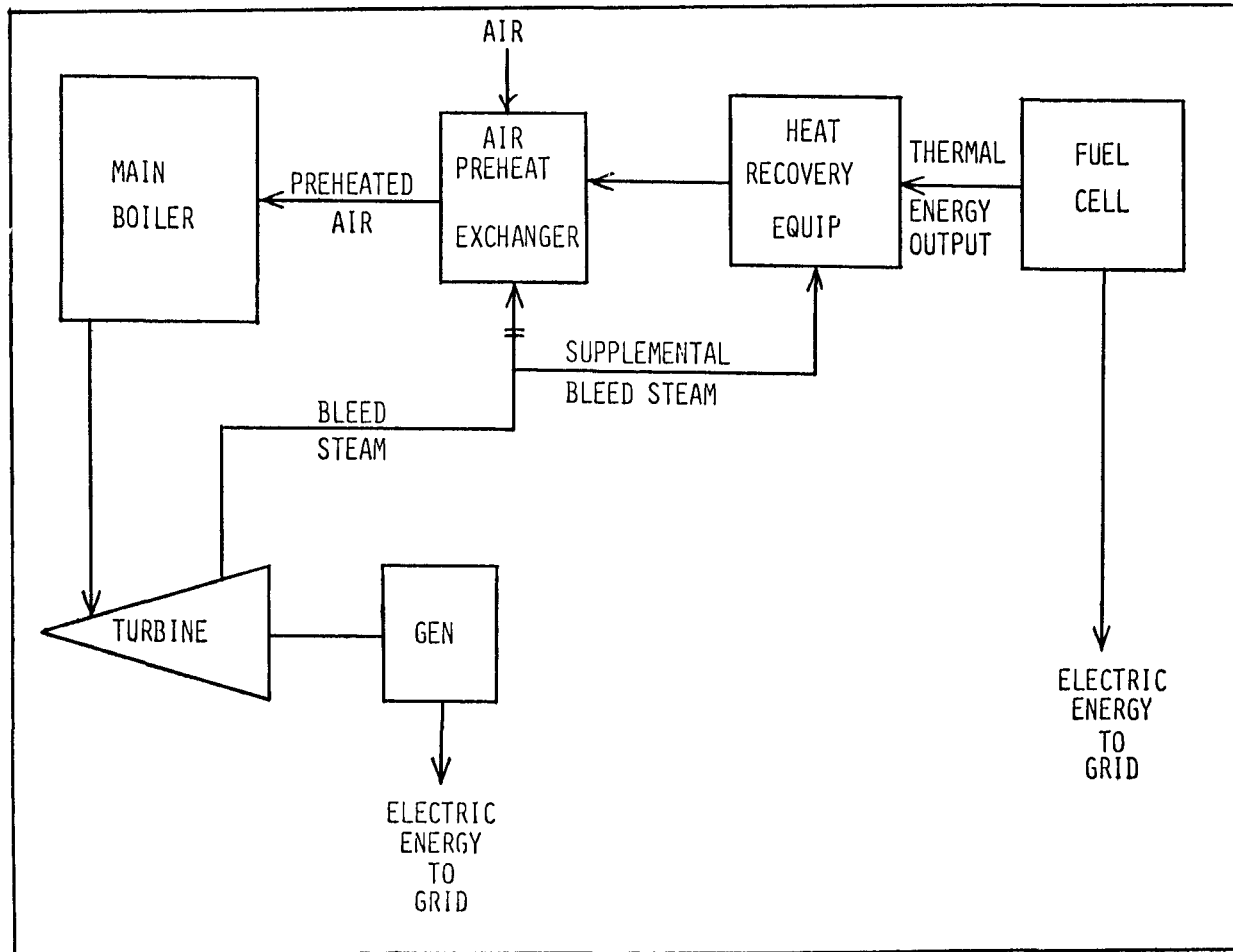 AIR
MAIN
BOILER
PREHEATED
AIR
AIR
PREHEAT
EXCHANGER
HEAT
RECOVERY
EQUIP
THERMAL
ENERGY
OUTPUT
FUEL
CELL
SUPPLEMENTAL
BLEED STEAM
BLEED
STEAM
TURBINE
GEN
ELECTRIC
ENERGY
TO
GRID
ELECTRIC
ENERGY
TO
GRID